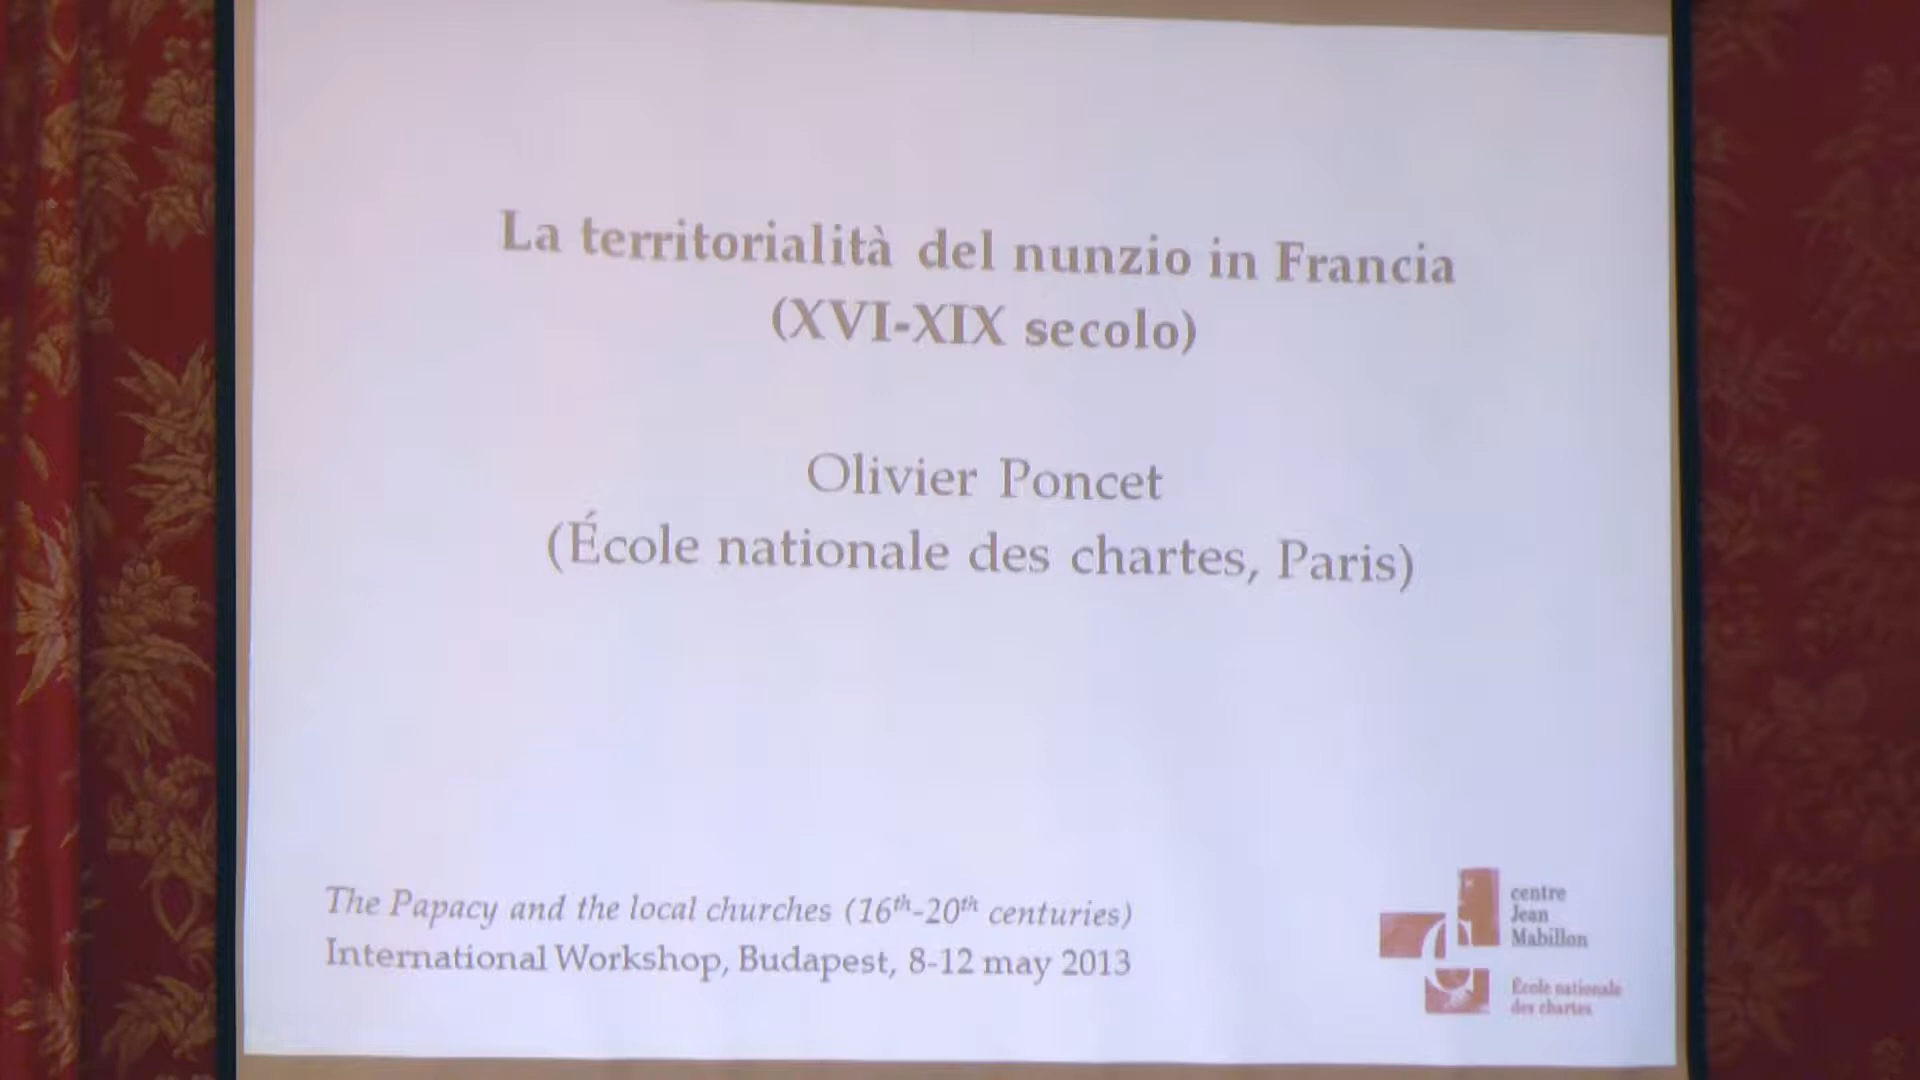 La territorialità del nunzio in Francia
(XVI-XIX secolo)
Olivier Poncet
(École nationale des chartes, Paris)
The Papacy and the local churches (16th-20th centuries)
International Workshop, Budapest, 8-12 may 2013
centre
Jean
Mabillon
École nationale
des chartes